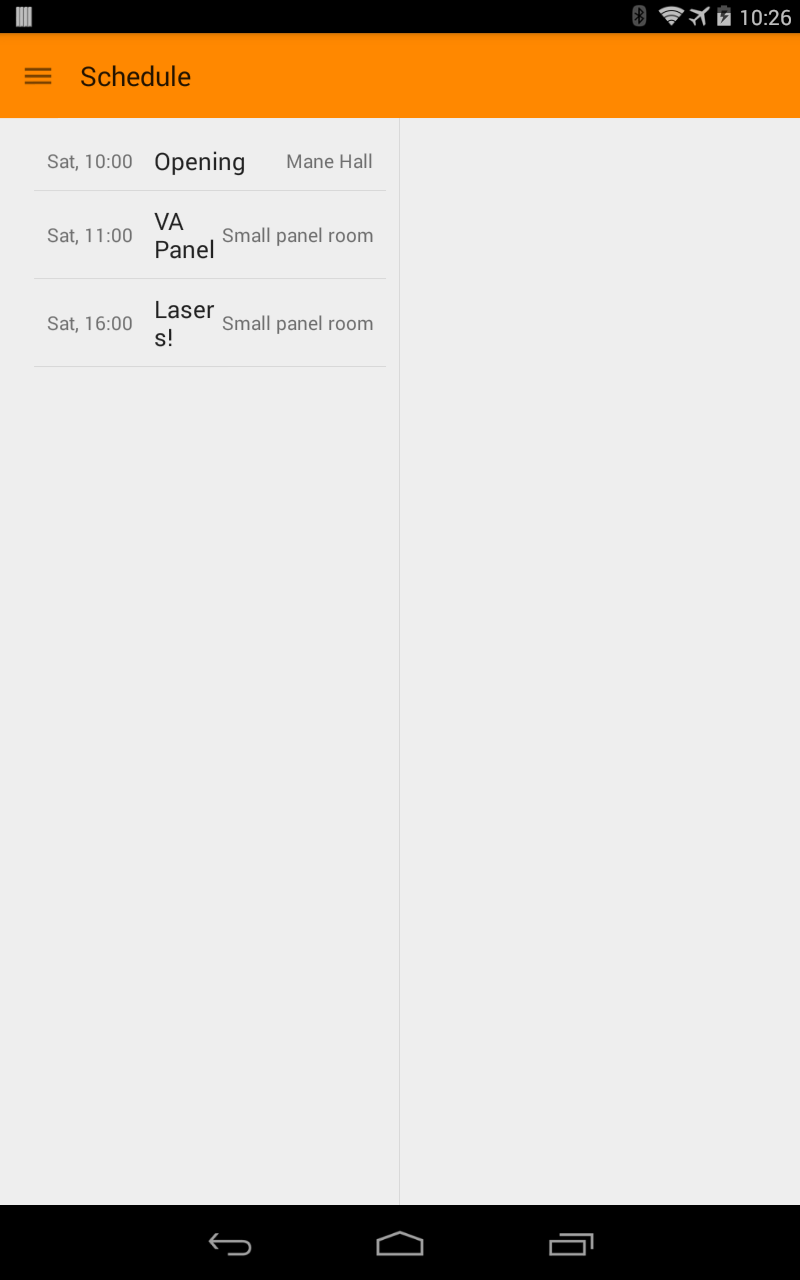 10:26
Schedule
Sat, 10:00 Opening Mane Hall
Sat, 11:00 VA Panel Small panel room
Sat, 16:00 Laser
s! Small panel room